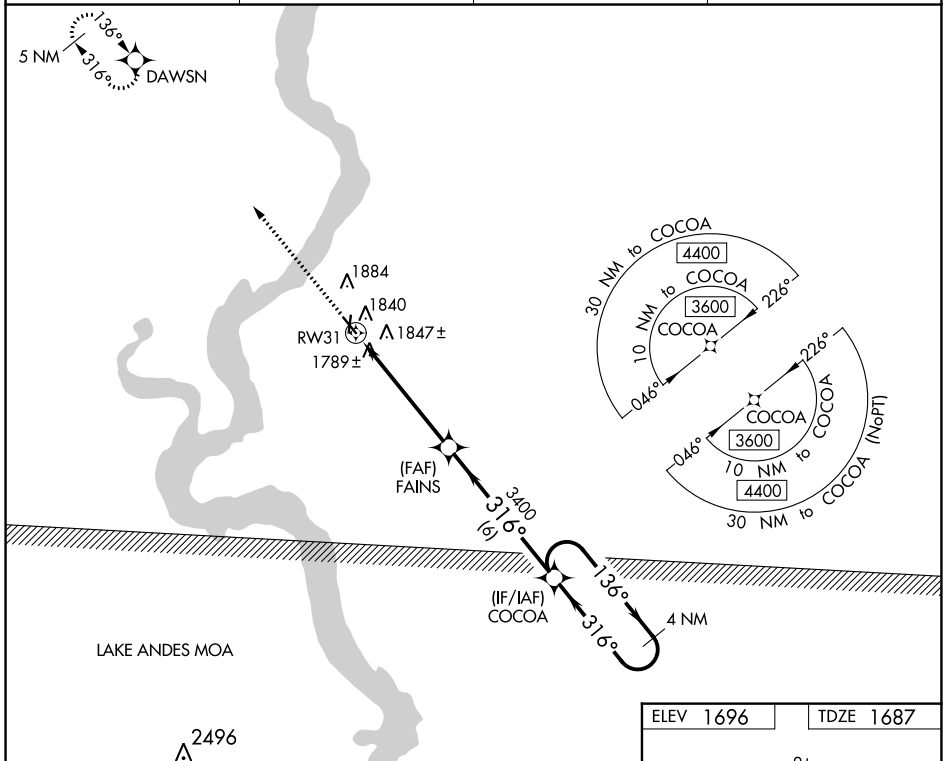 136°
5 NM
316°
DAWSN
1884
1840
RW31
1847±
1789±
30 NM to COCOA
4400
10 NM to COCOA
3600
226°
COCOA
046°
226°
COCOA
046°
3600
10 NM to COCOA
4400
30 NM to COCOA (NoPT)
(FAF)
FAINS
3400
316°
(6)
(IF/IAF)
COCOA
136°
316°
4 NM
LAKE ANDES MOA
2496
ELEV 1696
TDZE 1687